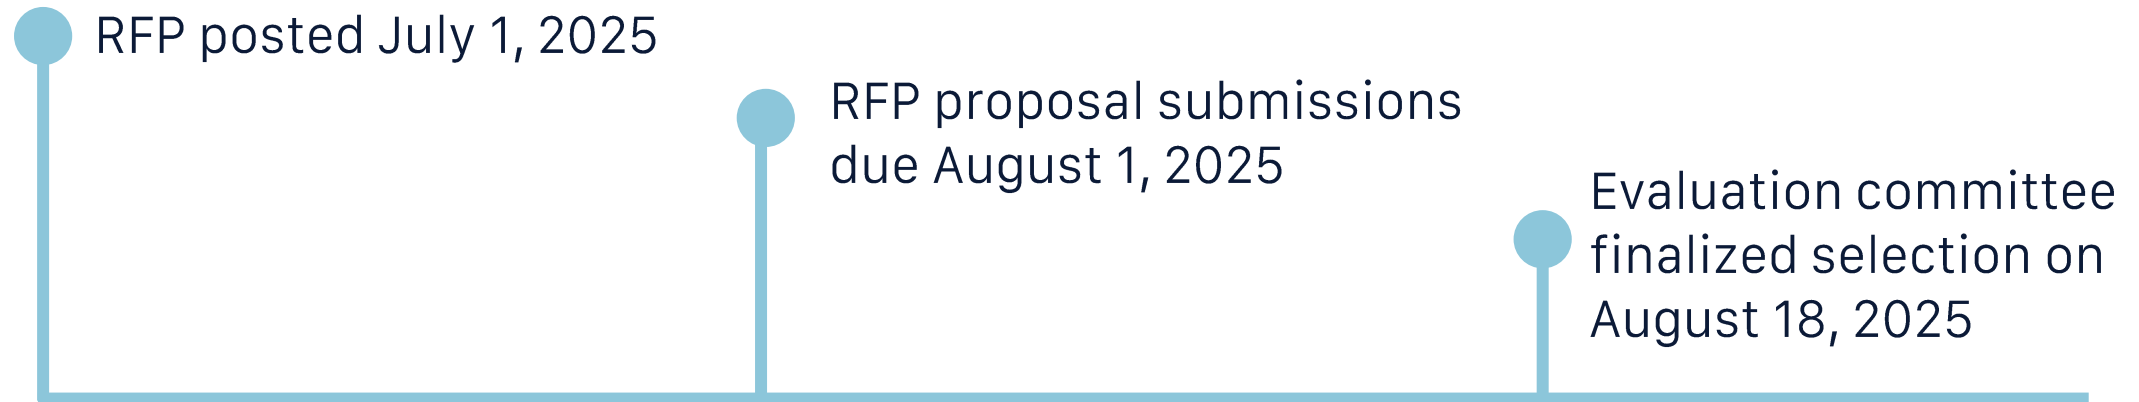 RFP posted July 1, 2025
RFP proposal submissions
due August 1, 2025
Evaluation committee
finalized selection on
August 18, 2025